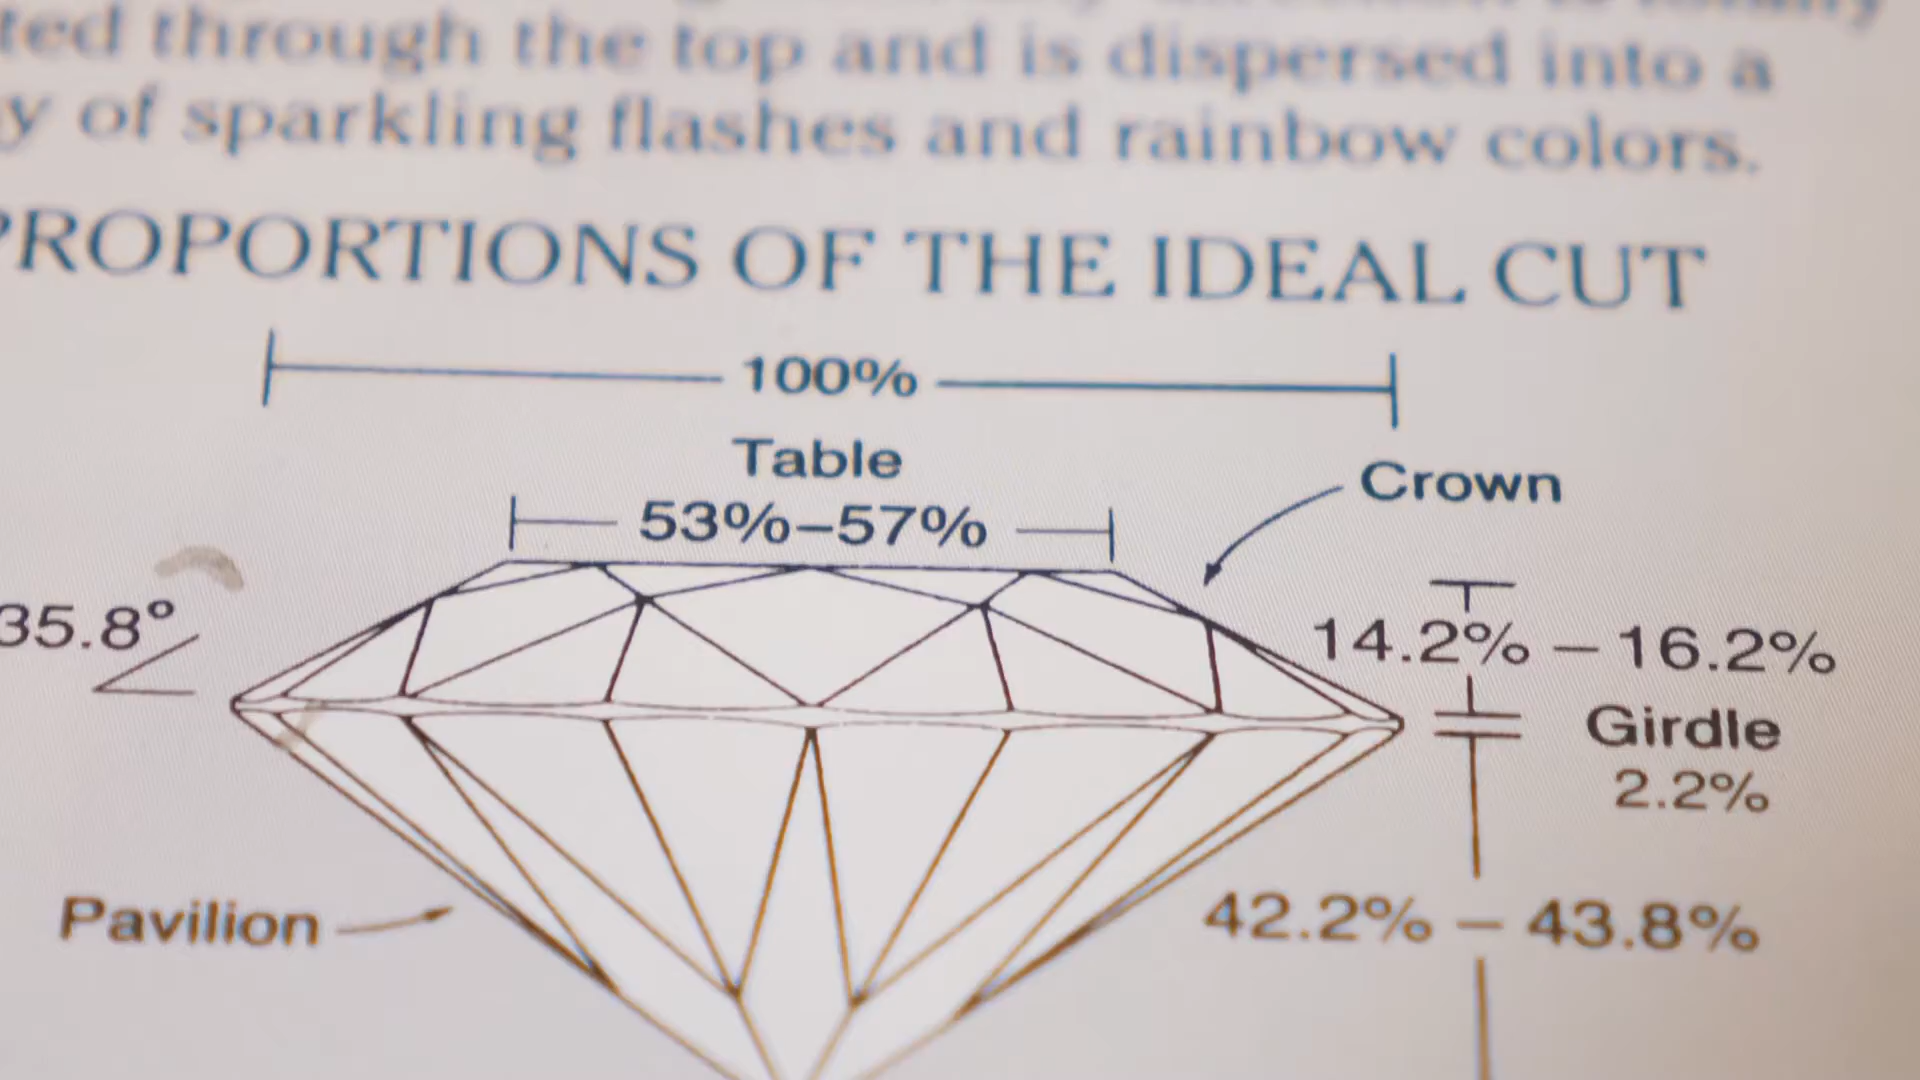 ted through the top and is dispersed into a
y of sparkling flashes and rainbow colors.
PROPORTIONS OF THE IDEAL CUT
100%
Table
53%–57%
Crown
35.8°
14.2% – 16.2%
Girdle
2.2%
Pavilion
42.2% – 43.8%